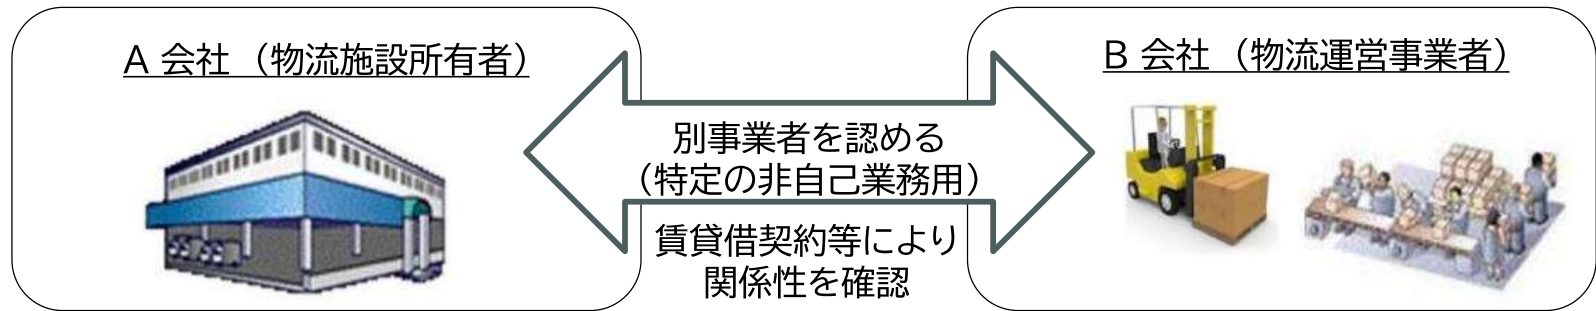 A 会社（物流施設所有者）
別事業者を認める
（特定の非自己業務用）
賃貸借契約等により
関係性を確認
B 会社（物流運営事業者）